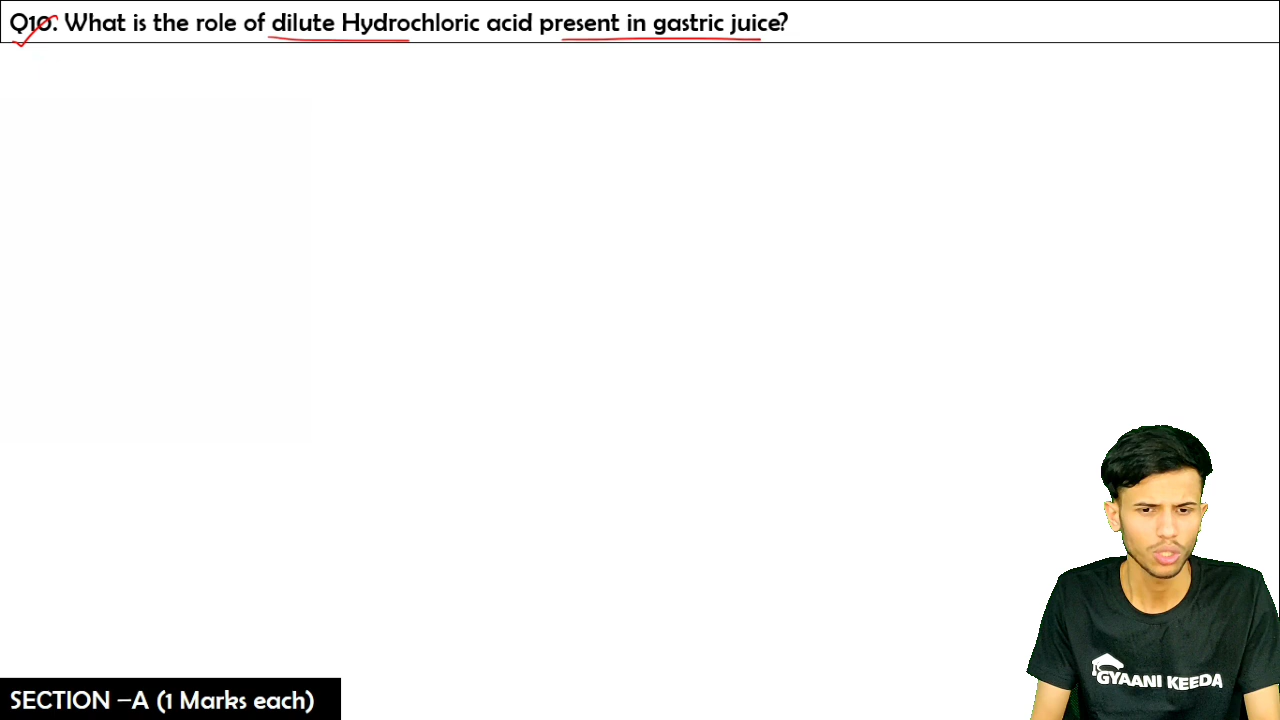 Q10. What is the role of dilute Hydrochloric acid present in gastric juice?
GYAANI KEEDA
SECTION –A (1 Marks each)